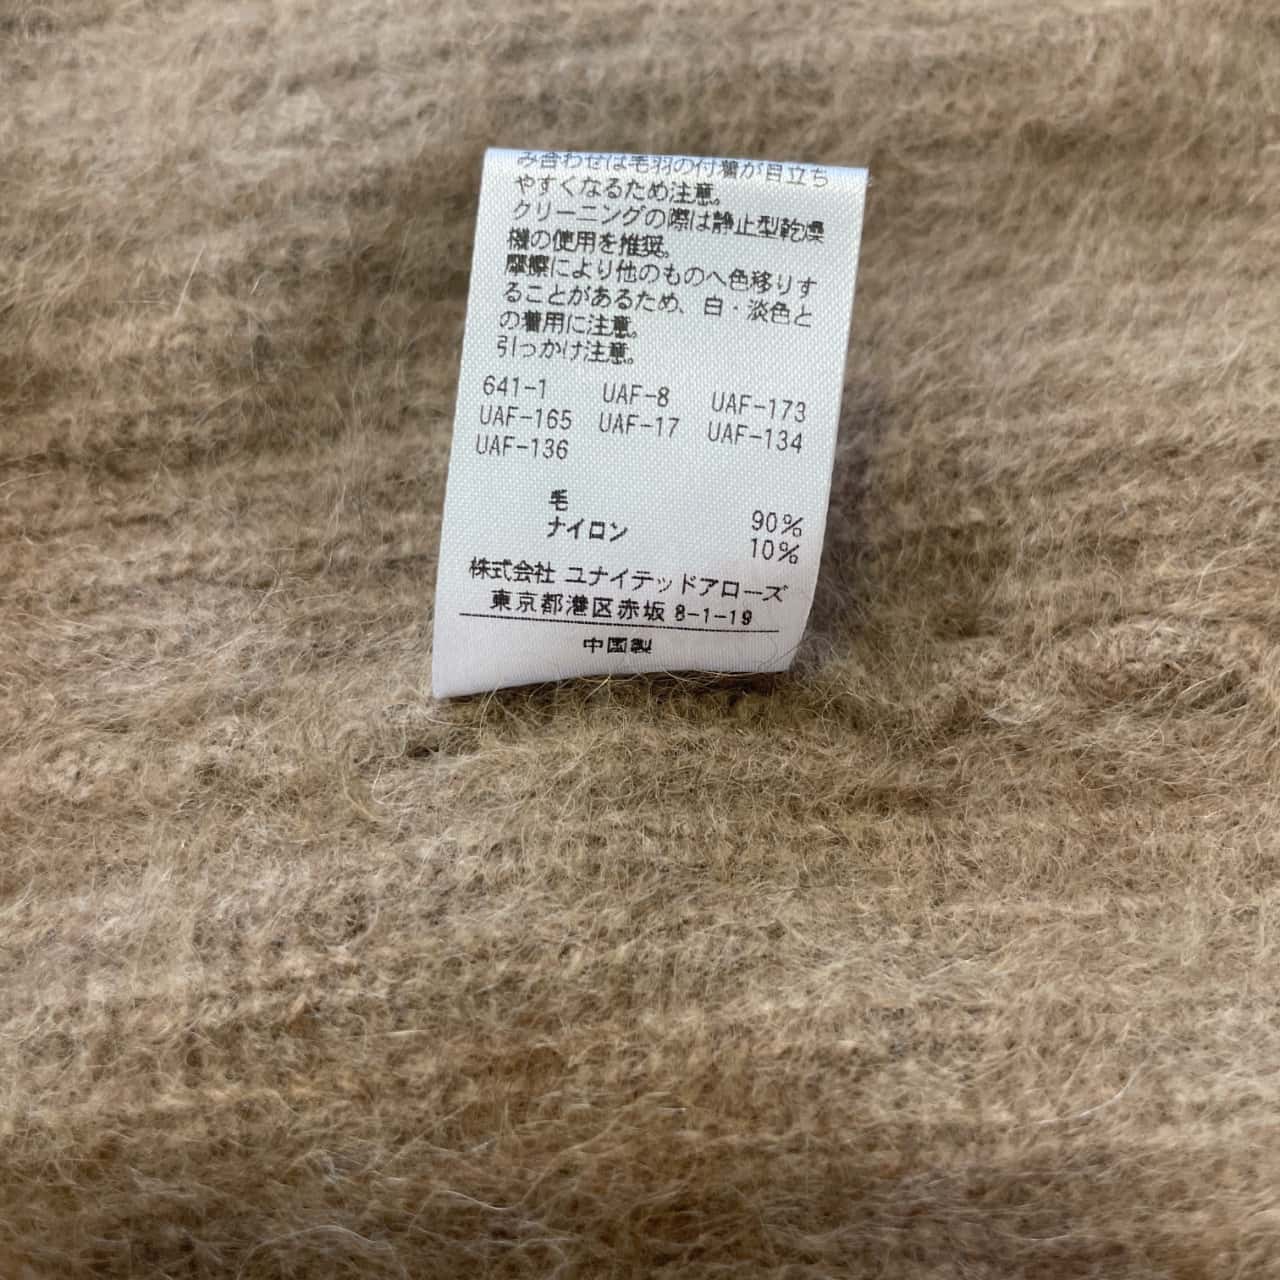 み合わせは毛羽の付着が目立ち
やすくなるため注意。
クリーニングの際は静止型乾燥
機の使用を推奨。
摩擦により他のものへ色移りす
ることがあるため、白・淡色と
の着用に注意。
引っかけ注意。
641-1 UAF-8 UAF-173
UAF-165 UAF-17 UAF-134
UAF-136
毛 90%
ナイロン 10%
株式会社 ユナイテッドアローズ
東京都港区赤坂 8-1-19
中国製